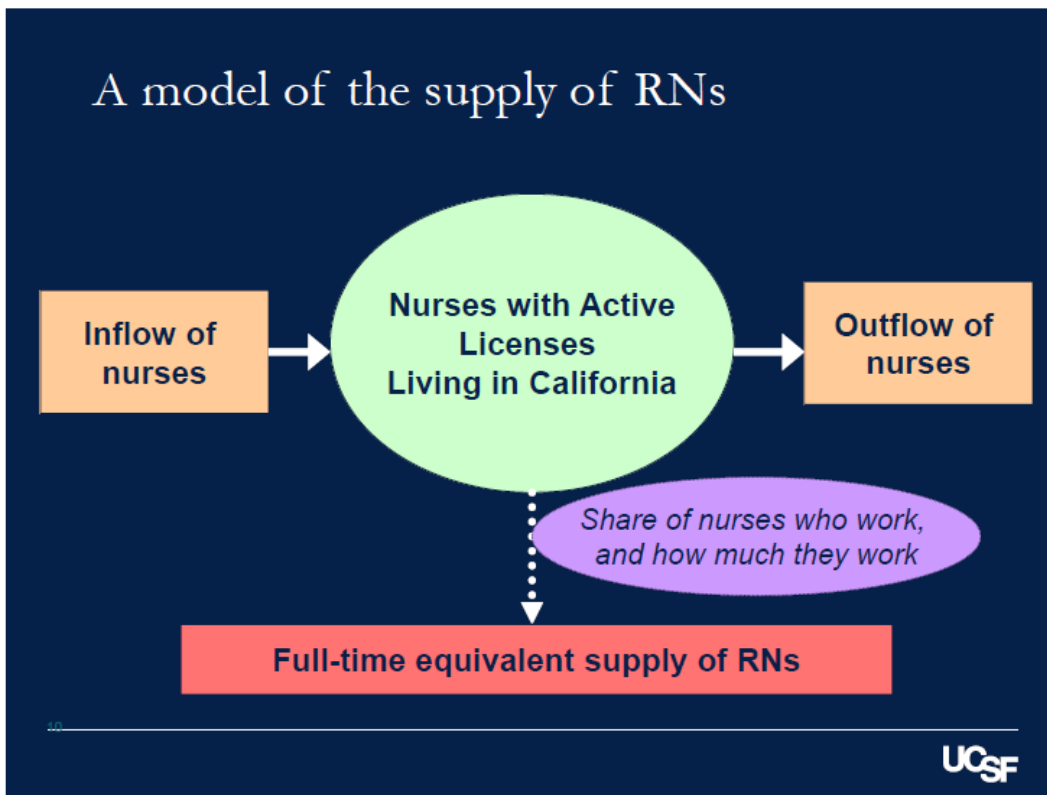 A model of the supply of RNs
Inflow of
nurses
Nurses with Active
Licenses
Living in California
Outflow of
nurses
Share of nurses who work,
and how much they work
Full-time equivalent supply of RNs
10
UCSF